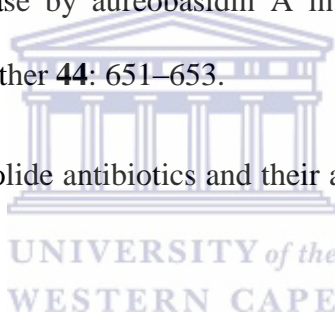 ase by aureobasidin A in
ther 44: 651–653.
olide antibiotics and their a
UNIVERSITY of the
WESTERN CAPE